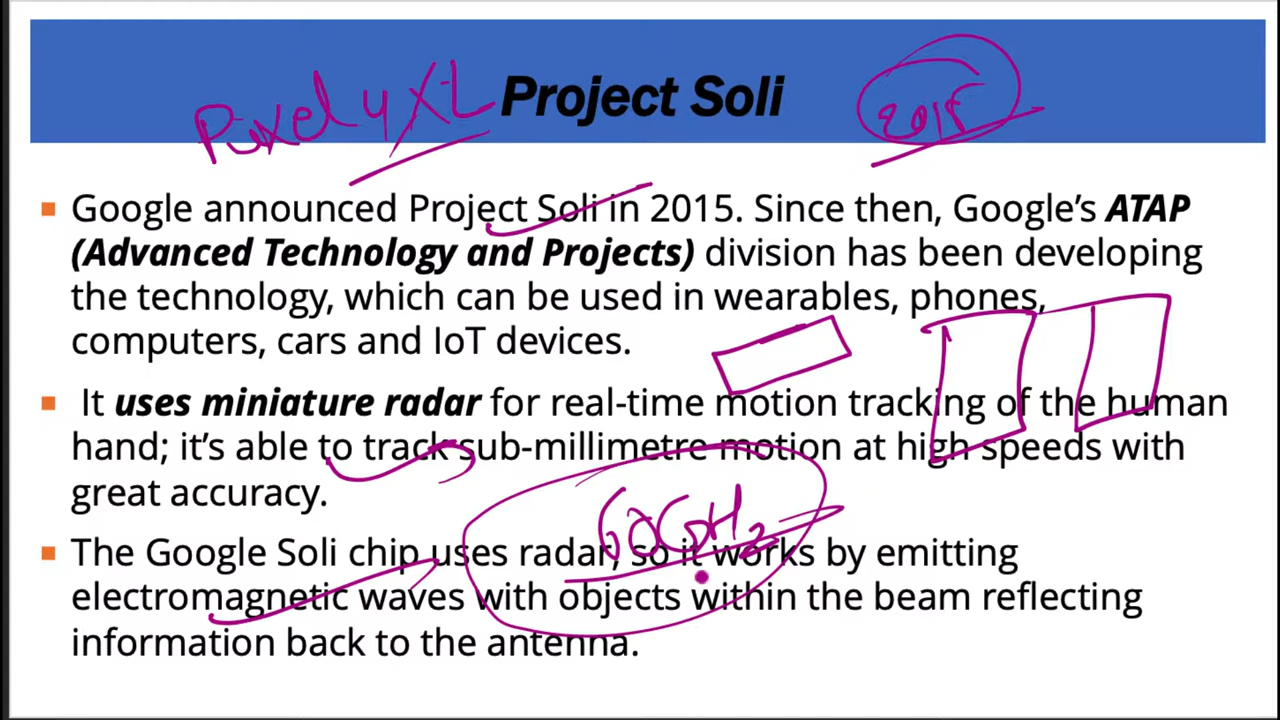 Pixel 4 XL Project Soli 2015
Google announced Project Soli in 2015. Since then, Google’s ATAP
(Advanced Technology and Projects) division has been developing
the technology, which can be used in wearables, phones,
computers, cars and IoT devices.
It uses miniature radar for real-time motion tracking of the human
hand; it’s able to track sub-millimetre motion at high speeds with
great accuracy.
60GHz
The Google Soli chip uses radar, so it works by emitting
electromagnetic waves with objects within the beam reflecting
information back to the antenna.